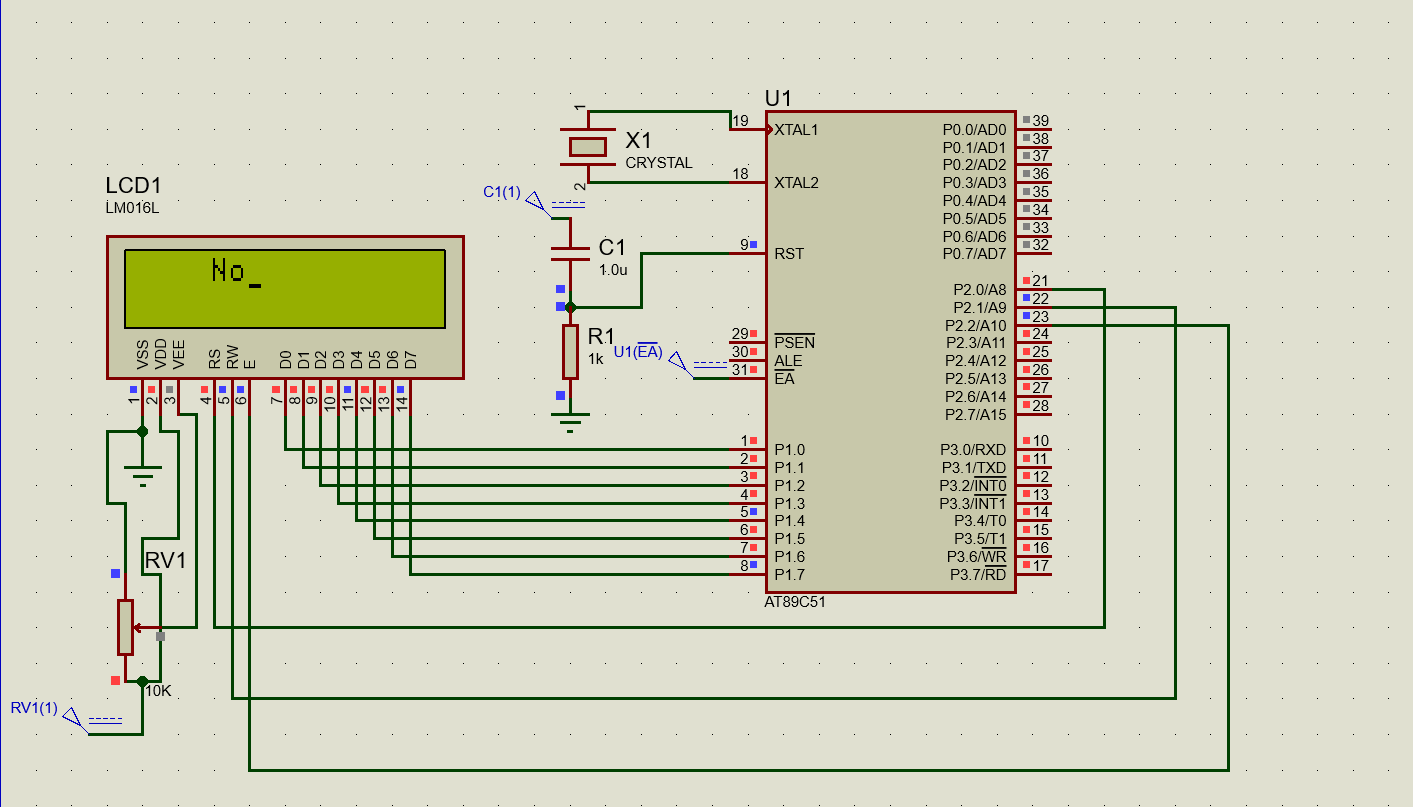 LCD1
LM016L
No_
VSS VDD VEE RS RW E D0 D1 D2 D3 D4 D5 D6 D7
1 2 3 4 5 6 7 8 9 10 11 12 13 14
RV1
10K
RV1(1)
1
X1
CRYSTAL
2
C1(1)
C1
1.0u
R1
1k
U1(EA)
U1
19 XTAL1
18 XTAL2
9 RST
29 PSEN
30 ALE
31 EA
1 P1.0
2 P1.1
3 P1.2
4 P1.3
5 P1.4
6 P1.5
7 P1.6
8 P1.7
P0.0/AD0 39
P0.1/AD1 38
P0.2/AD2 37
P0.3/AD3 36
P0.4/AD4 35
P0.5/AD5 34
P0.6/AD6 33
P0.7/AD7 32
P2.0/A8 21
P2.1/A9 22
P2.2/A10 23
P2.3/A11 24
P2.4/A12 25
P2.5/A13 26
P2.6/A14 27
P2.7/A15 28
P3.0/RXD 10
P3.1/TXD 11
P3.2/INT0 12
P3.3/INT1 13
P3.4/T0 14
P3.5/T1 15
P3.6/WR 16
P3.7/RD 17
AT89C51